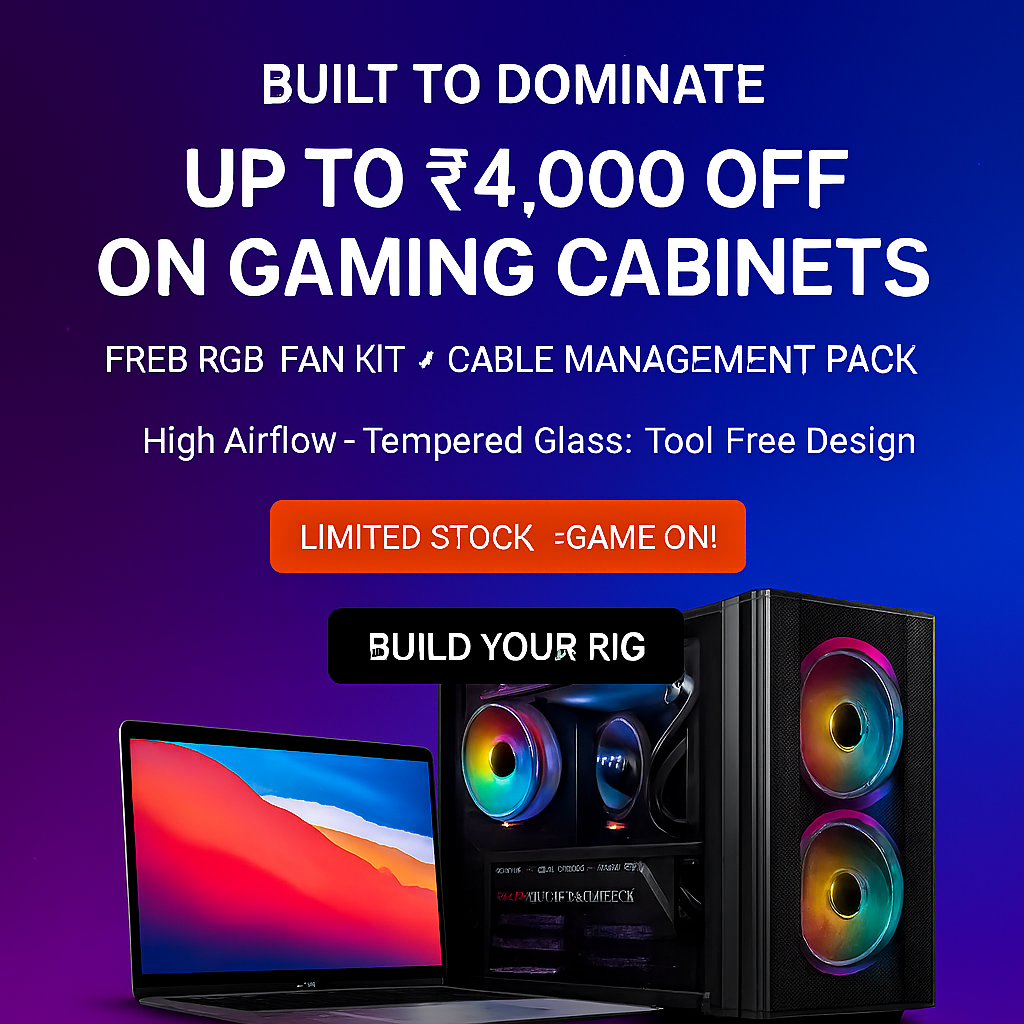 BUILT TO DOMINATE
UP TO ₹4,000 OFF
ON GAMING CABINETS
FREB RGB FAN KIT • CABLE MANAGEMENT PACK
High Airflow - Tempered Glass: Tool Free Design
LIMITED STOCK =GAME ON!
BUILD YOUR RIG